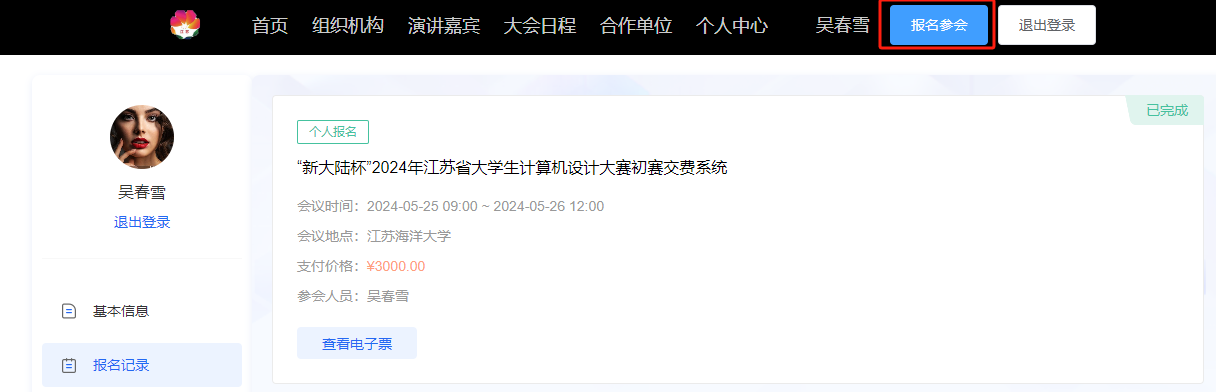 首页 组织机构 演讲嘉宾 大会日程 合作单位 个人中心 吴春雪 报名参会 退出登录
吴春雪
退出登录
基本信息
报名记录
已完成
个人报名
“新大陆杯”2024年江苏省大学生计算机设计大赛初赛交费系统
会议时间：2024-05-25 09:00 ~ 2024-05-26 12:00
会议地点：江苏海洋大学
支付价格：¥3000.00
参会人员：吴春雪
查看电子票